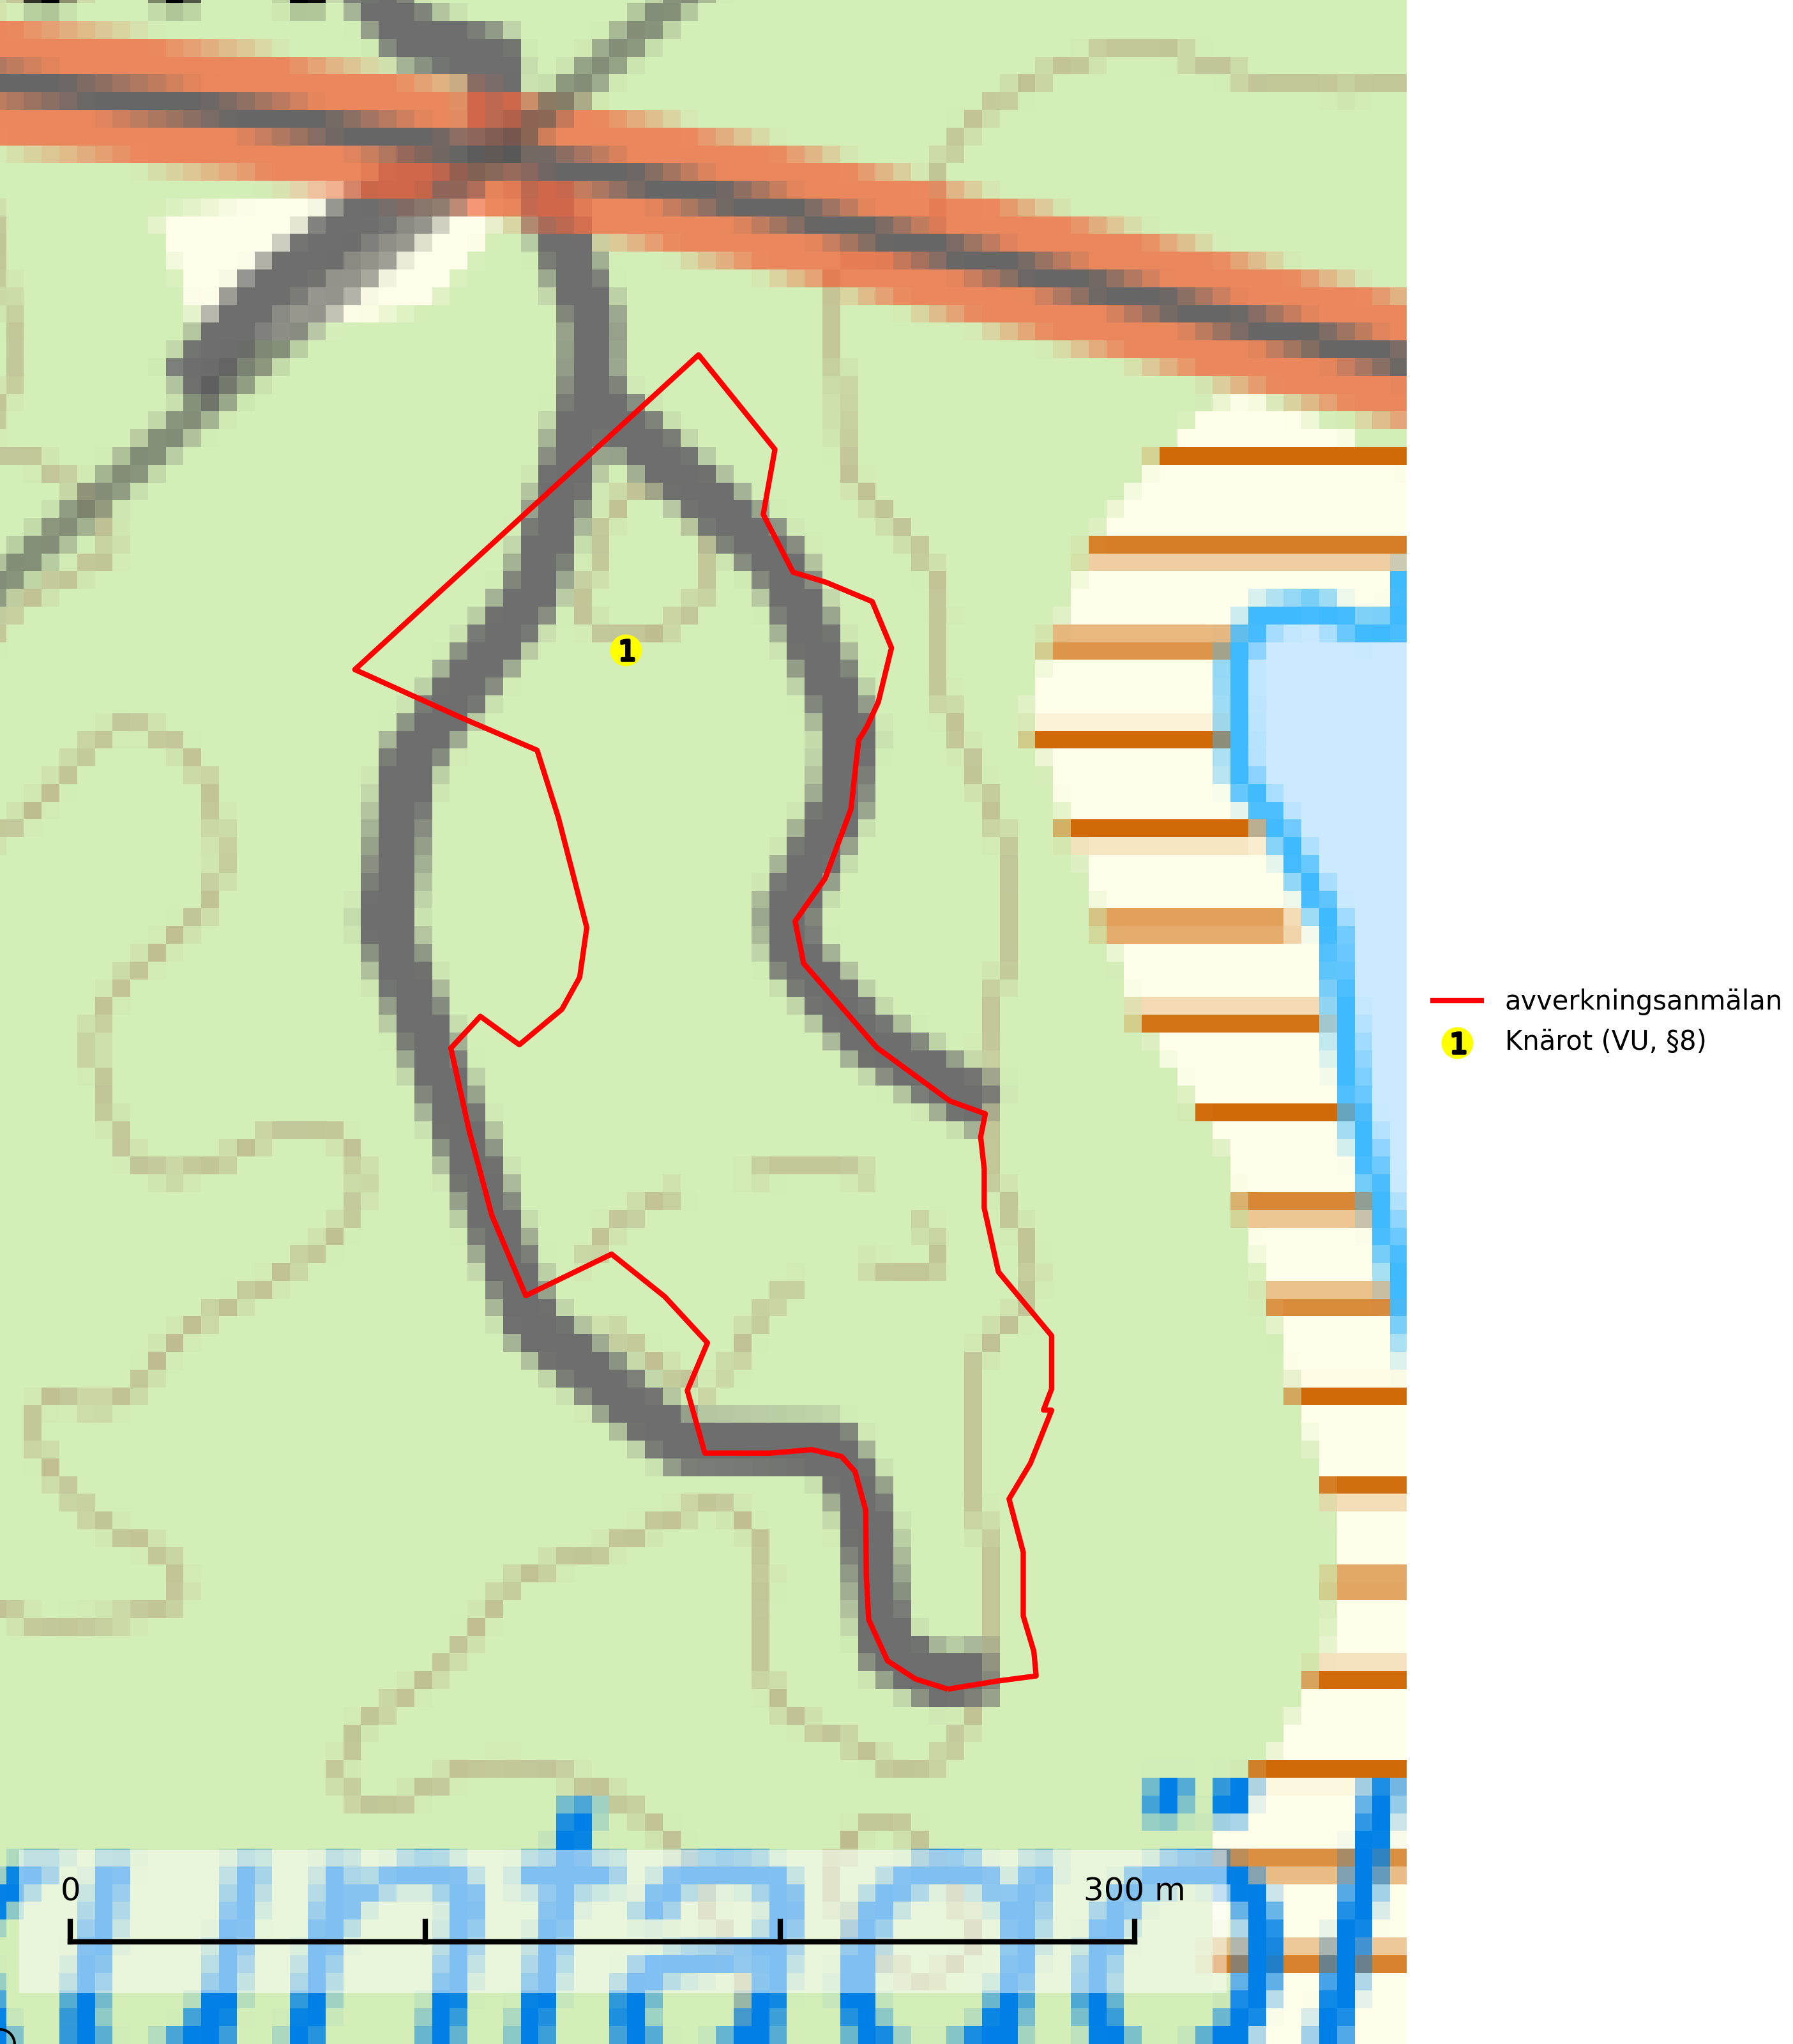 1
avverkningsanmälan
1 Knärot (VU, §8)
0 300 m